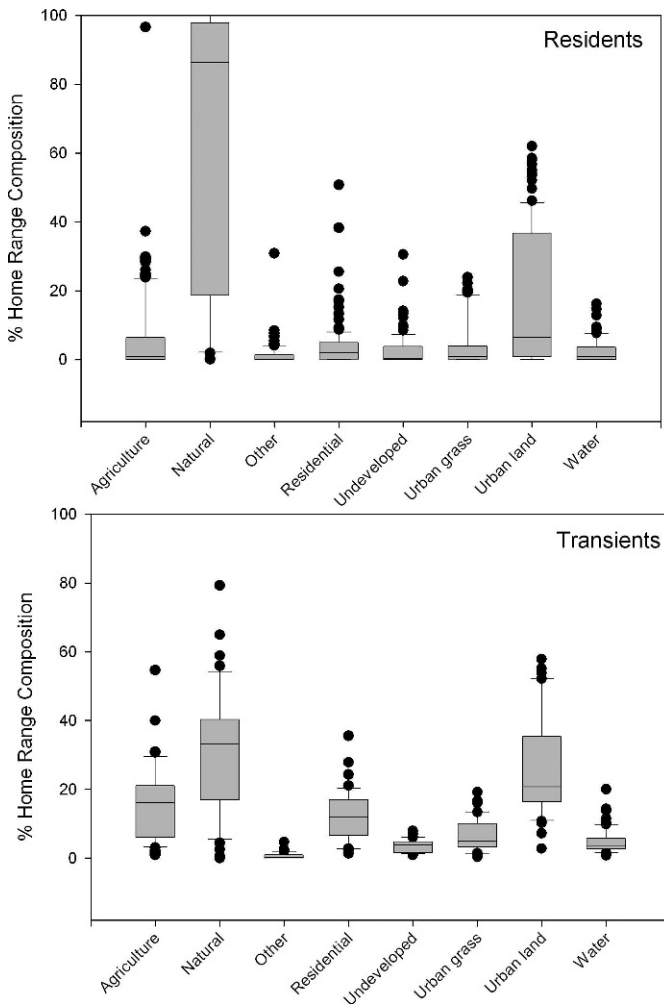 % Home Range Composition
100
80
60
40
20
0
Residents
Agriculture
Natural
Other
Residential
Undeveloped
Urban grass
Urban land
Water
% Home Range Composition
100
80
60
40
20
0
Transients
Agriculture
Natural
Other
Residential
Undeveloped
Urban grass
Urban land
Water